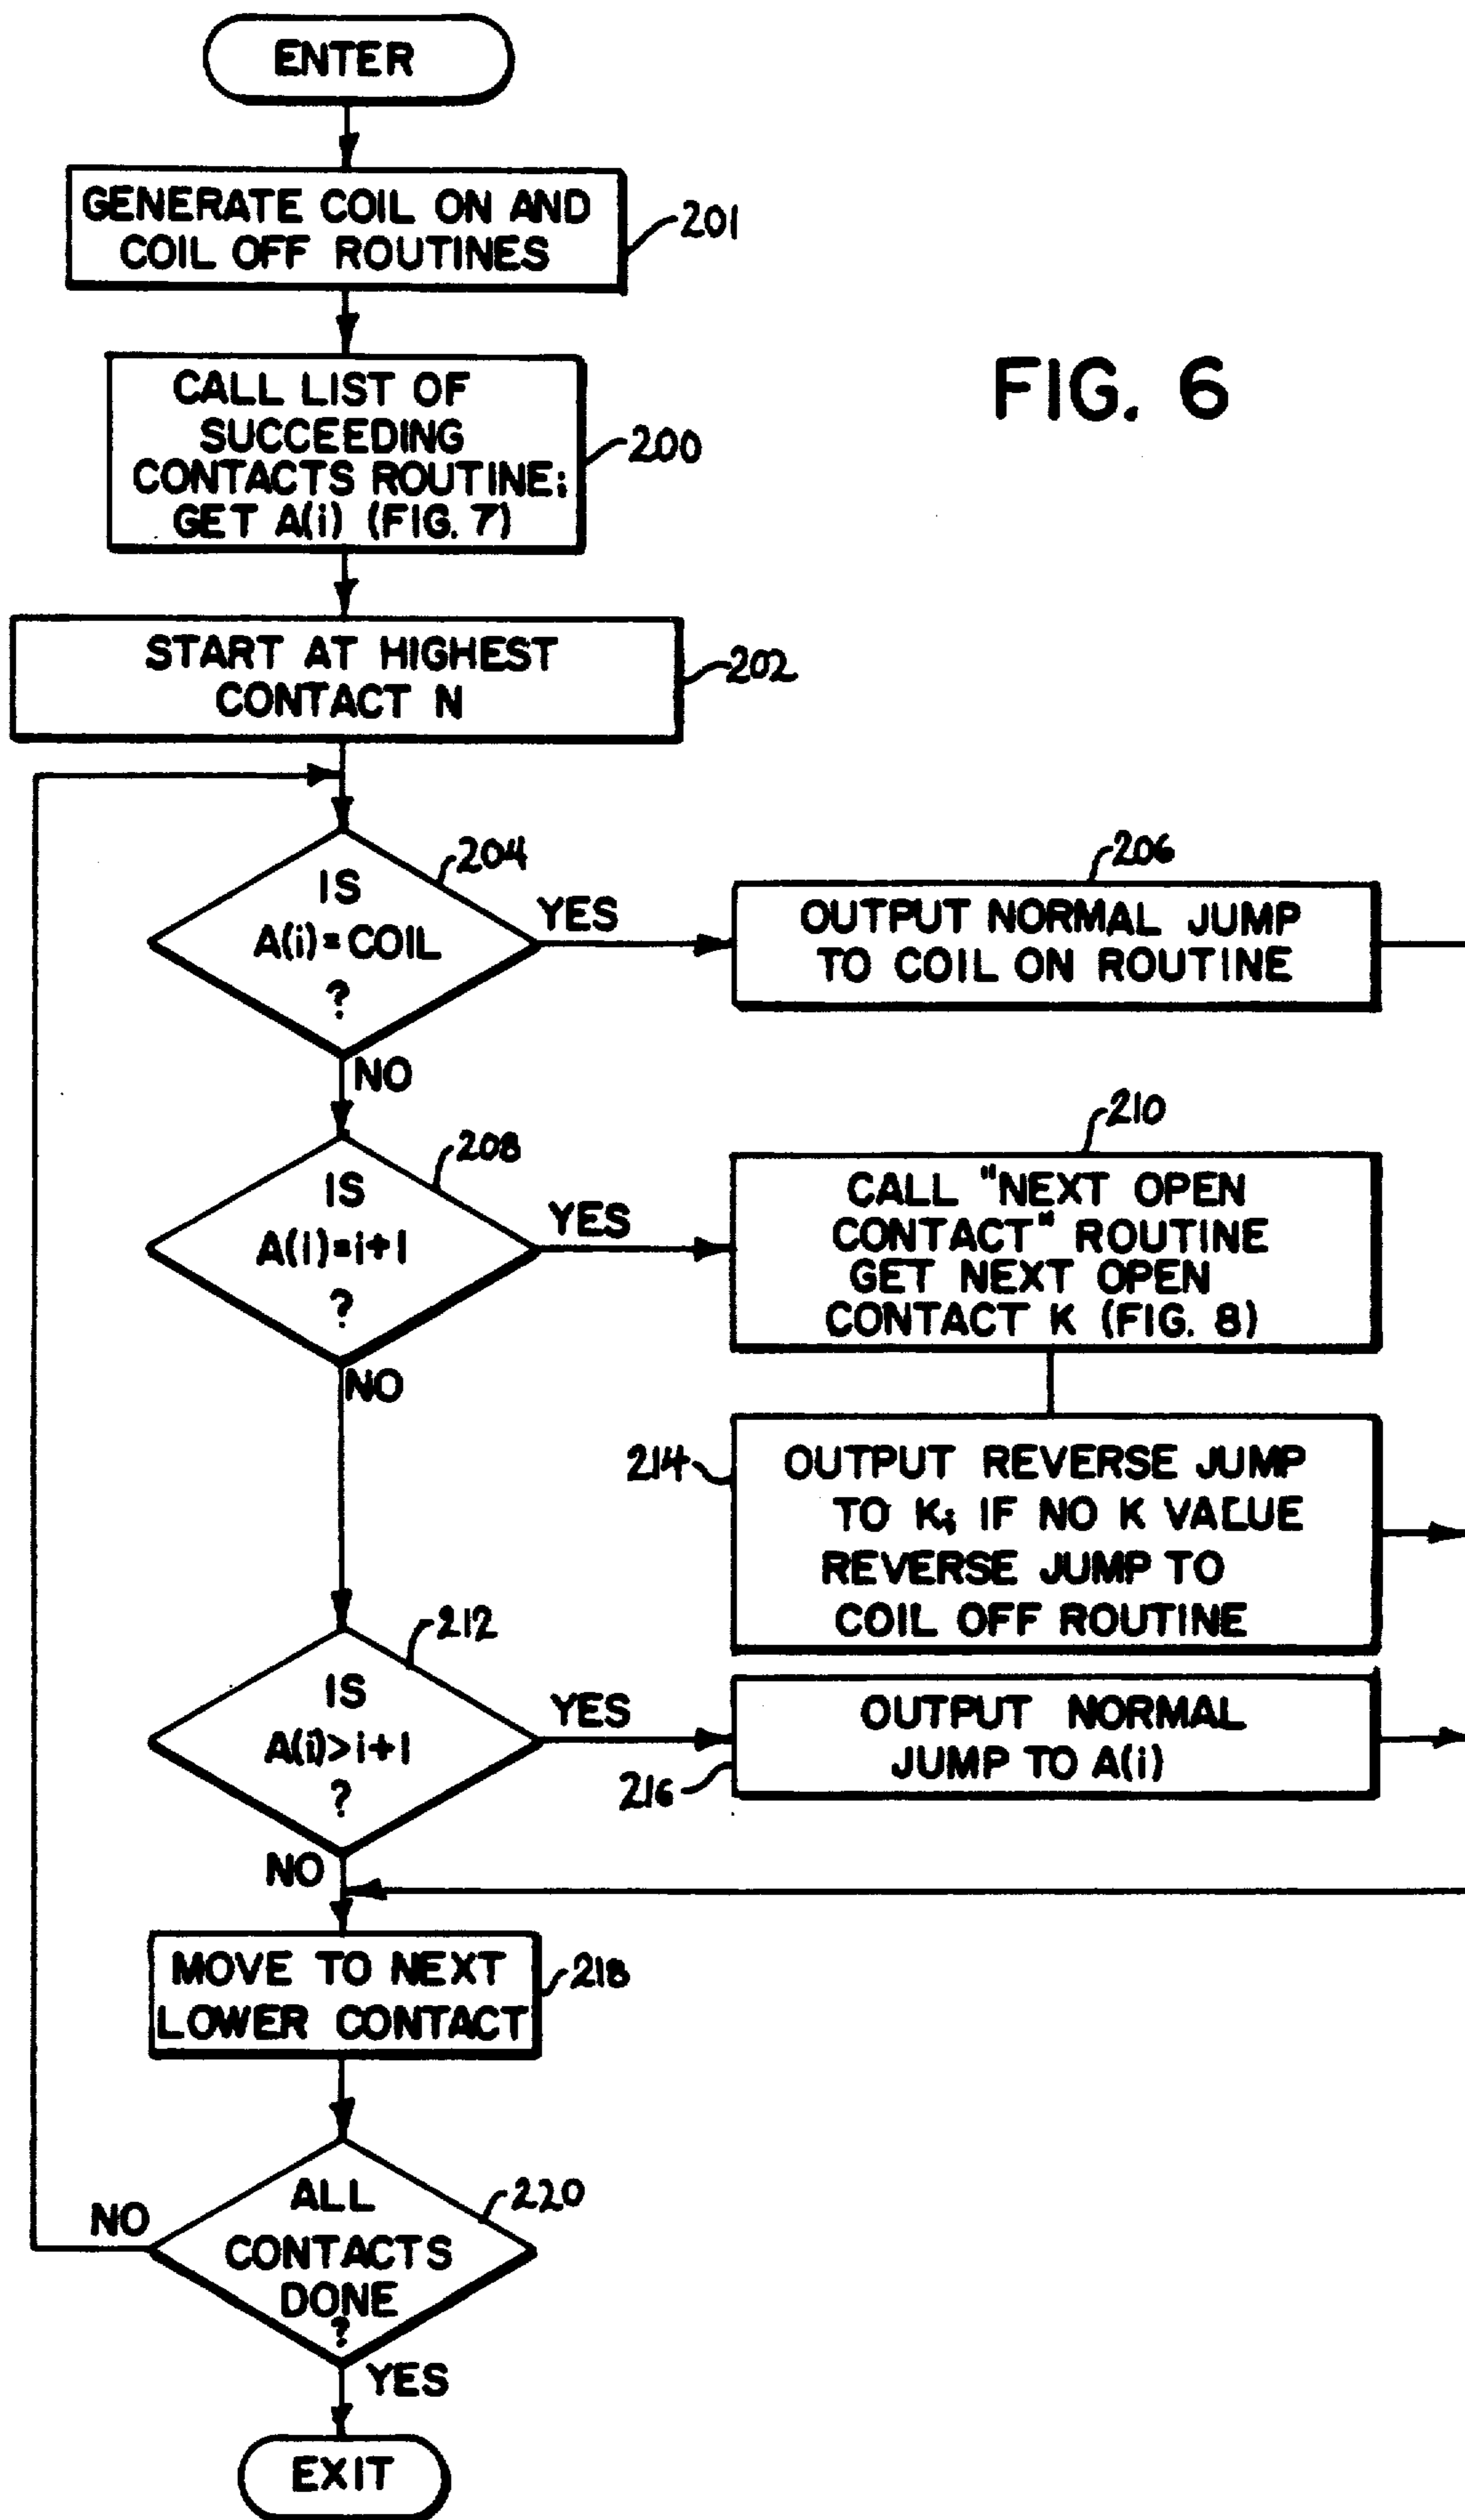 ENTER
GENERATE COIL ON AND
COIL OFF ROUTINES
201
CALL LIST OF
SUCCEEDING
CONTACTS ROUTINE;
GET A(i) (FIG. 7)
200
FIG. 6
START AT HIGHEST
CONTACT N
202
IS
A(i)=COIL
?
204
YES
NO
OUTPUT NORMAL JUMP
TO COIL ON ROUTINE
206
IS
A(i)=i+1
?
208
YES
NO
CALL "NEXT OPEN
CONTACT" ROUTINE
GET NEXT OPEN
CONTACT K (FIG. 8)
210
214
OUTPUT REVERSE JUMP
TO K; IF NO K VALUE
REVERSE JUMP TO
COIL OFF ROUTINE
IS
A(i)>i+1
?
212
YES
NO
OUTPUT NORMAL
JUMP TO A(i)
216
MOVE TO NEXT
LOWER CONTACT
218
ALL
CONTACTS
DONE
?
220
NO
YES
EXIT